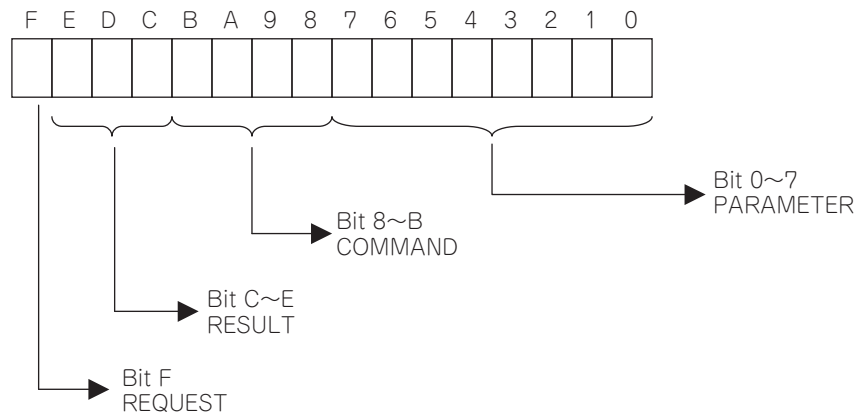 F E D C B A 9 8 7 6 5 4 3 2 1 0
Bit 0～7
PARAMETER
Bit 8～B
COMMAND
Bit C～E
RESULT
Bit F
REQUEST